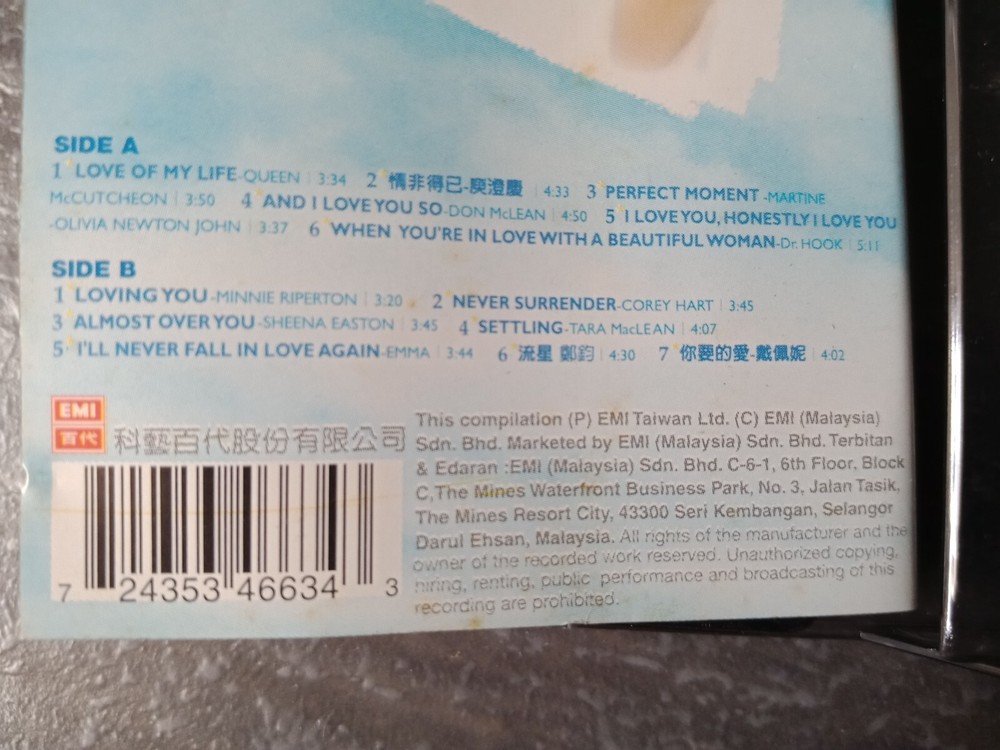 SIDE A
1 LOVE OF MY LIFE-QUEEN | 3:34 2 情非得已-庾澄慶 | 4:33 3 PERFECT MOMENT-MARTINE
McCUTCHEON | 3:50 4 AND I LOVE YOU SO-DON McLEAN | 4:50 5 I LOVE YOU, HONESTLY I LOVE YOU
-OLIVIA NEWTON JOHN | 3:37 6 WHEN YOU'RE IN LOVE WITH A BEAUTIFUL WOMAN-Dr. HOOK | 5:11
SIDE B
1 LOVING YOU-MINNIE RIPERTON | 3:20 2 NEVER SURRENDER-COREY HART | 3:45
3 ALMOST OVER YOU-SHEENA EASTON | 3:45 4 SETTLING-TARA MacLEAN | 4:07
5 I'LL NEVER FALL IN LOVE AGAIN-EMMA | 3:44 6 流星 鄭鈞 | 4:30 7 你要的愛-戴佩妮 | 4:02
EMI
百代 科藝百代股份有限公司
This compilation (P) EMI Taiwan Ltd. (C) EMI (Malaysia)
Sdn. Bhd. Marketed by EMI (Malaysia) Sdn. Bhd. Terbitan
& Edaran :EMI (Malaysia) Sdn. Bhd. C-6-1, 6th Floor, Block
C,The Mines Waterfront Business Park, No. 3, Jalan Tasik,
The Mines Resort City, 43300 Seri Kembangan, Selangor
Darul Ehsan, Malaysia. All rights of the manufacturer and the
owner of the recorded work reserved. Unauthorized copying,
hiring, renting, public performance and broadcasting of this
recording are prohibited.
7 24353 46634 3